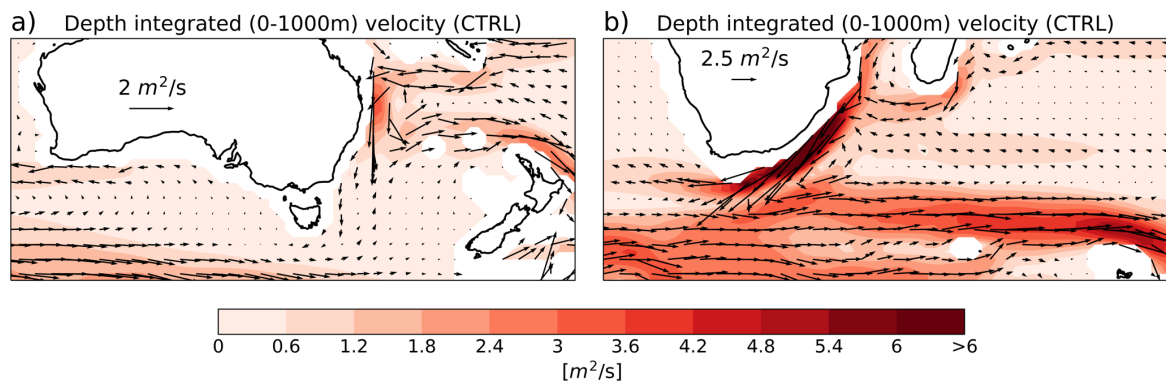 a) Depth integrated (0-1000m) velocity (CTRL)
2 m²/s
b) Depth integrated (0-1000m) velocity (CTRL)
2.5 m²/s
0 0.6 1.2 1.8 2.4 3 3.6 4.2 4.8 5.4 6 >6
[m²/s]